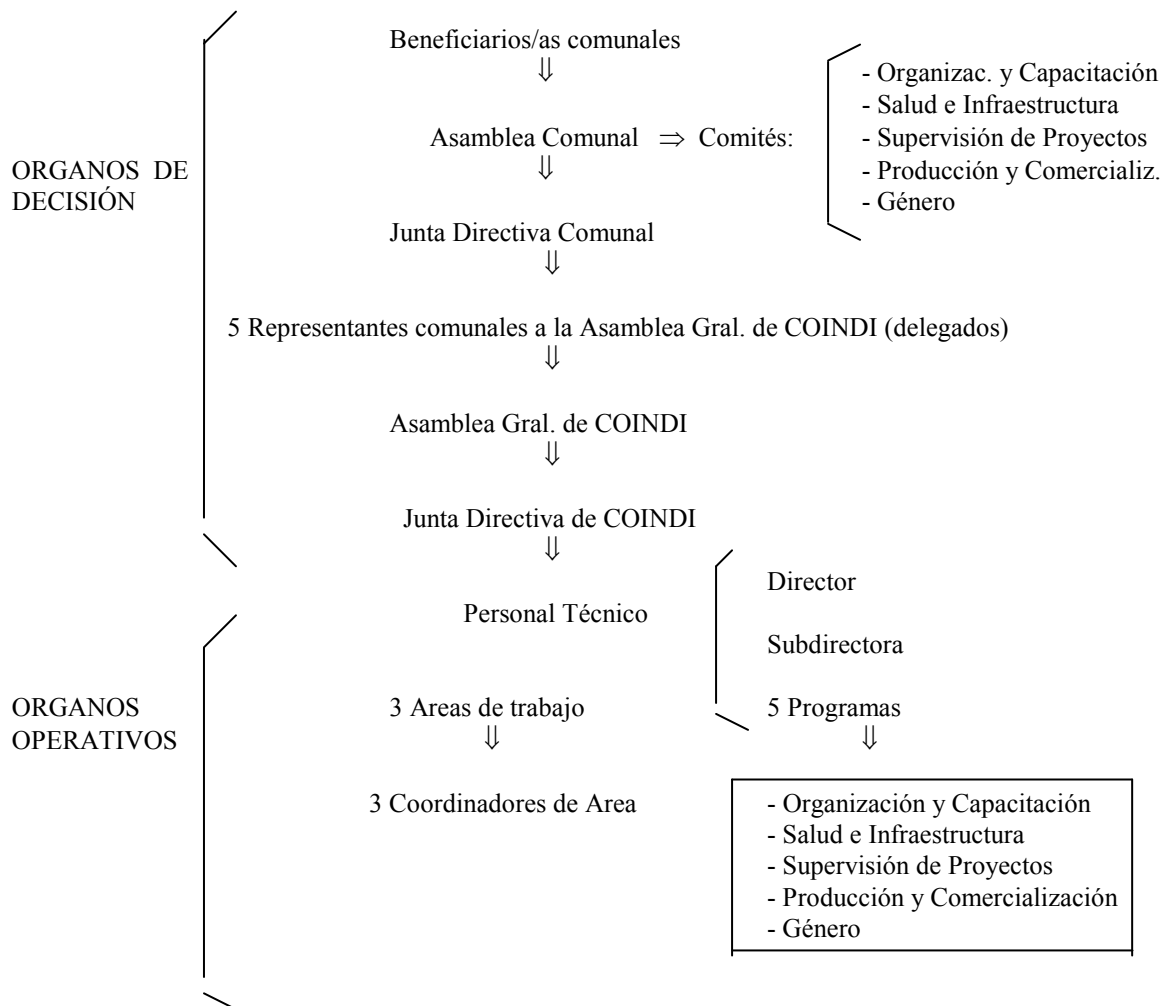 Beneficiarios/as comunales
⇓
- Organizac. y Capacitación
- Salud e Infraestructura
Asamblea Comunal ⇒ Comités:
- Supervisión de Proyectos
⇓
- Producción y Comercializ.
- Género
ORGANOS DE
DECISIÓN
Junta Directiva Comunal
⇓
5 Representantes comunales a la Asamblea Gral. de COINDI (delegados)
⇓
Asamblea Gral. de COINDI
⇓
Junta Directiva de COINDI
⇓
Director
Personal Técnico
Subdirectora
ORGANOS
OPERATIVOS
3 Areas de trabajo
⇓
5 Programas
⇓
3 Coordinadores de Area
- Organización y Capacitación
- Salud e Infraestructura
- Supervisión de Proyectos
- Producción y Comercialización
- Género